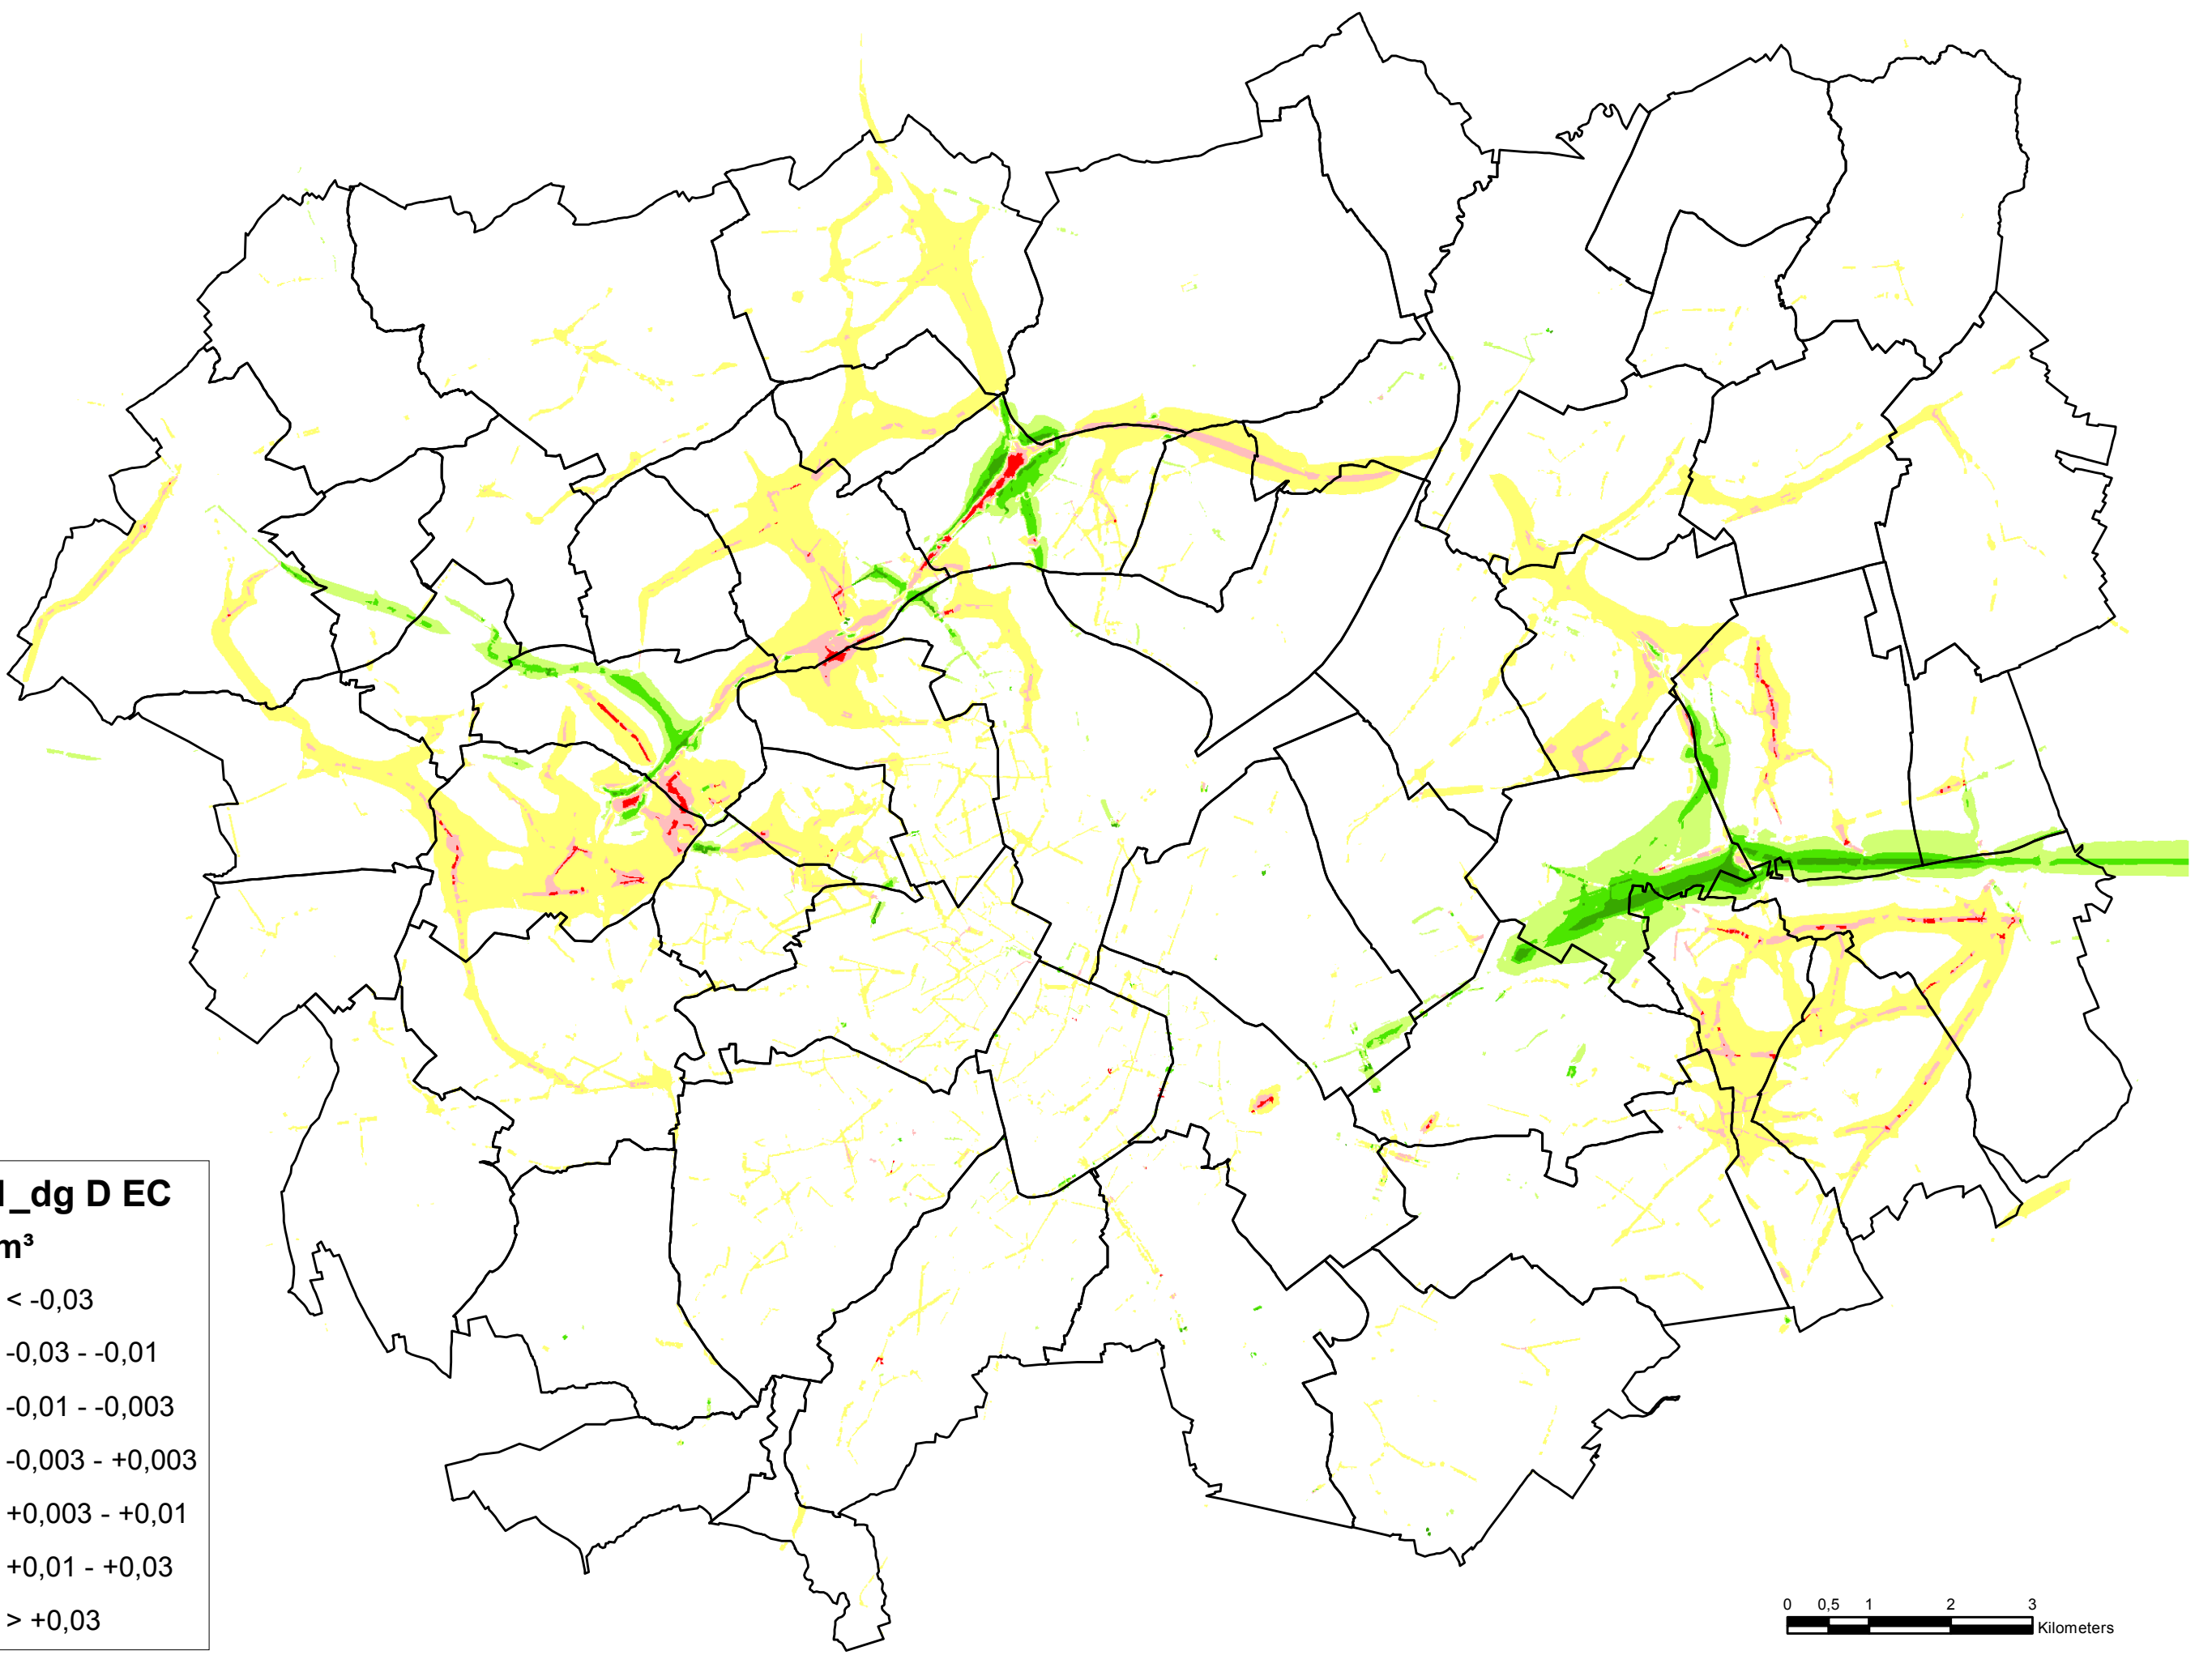 _dg D EC
m³
< -0,03
-0,03 - -0,01
-0,01 - -0,003
-0,003 - +0,003
+0,003 - +0,01
+0,01 - +0,03
> +0,03
0 0,5 1 2 3
Kilometers